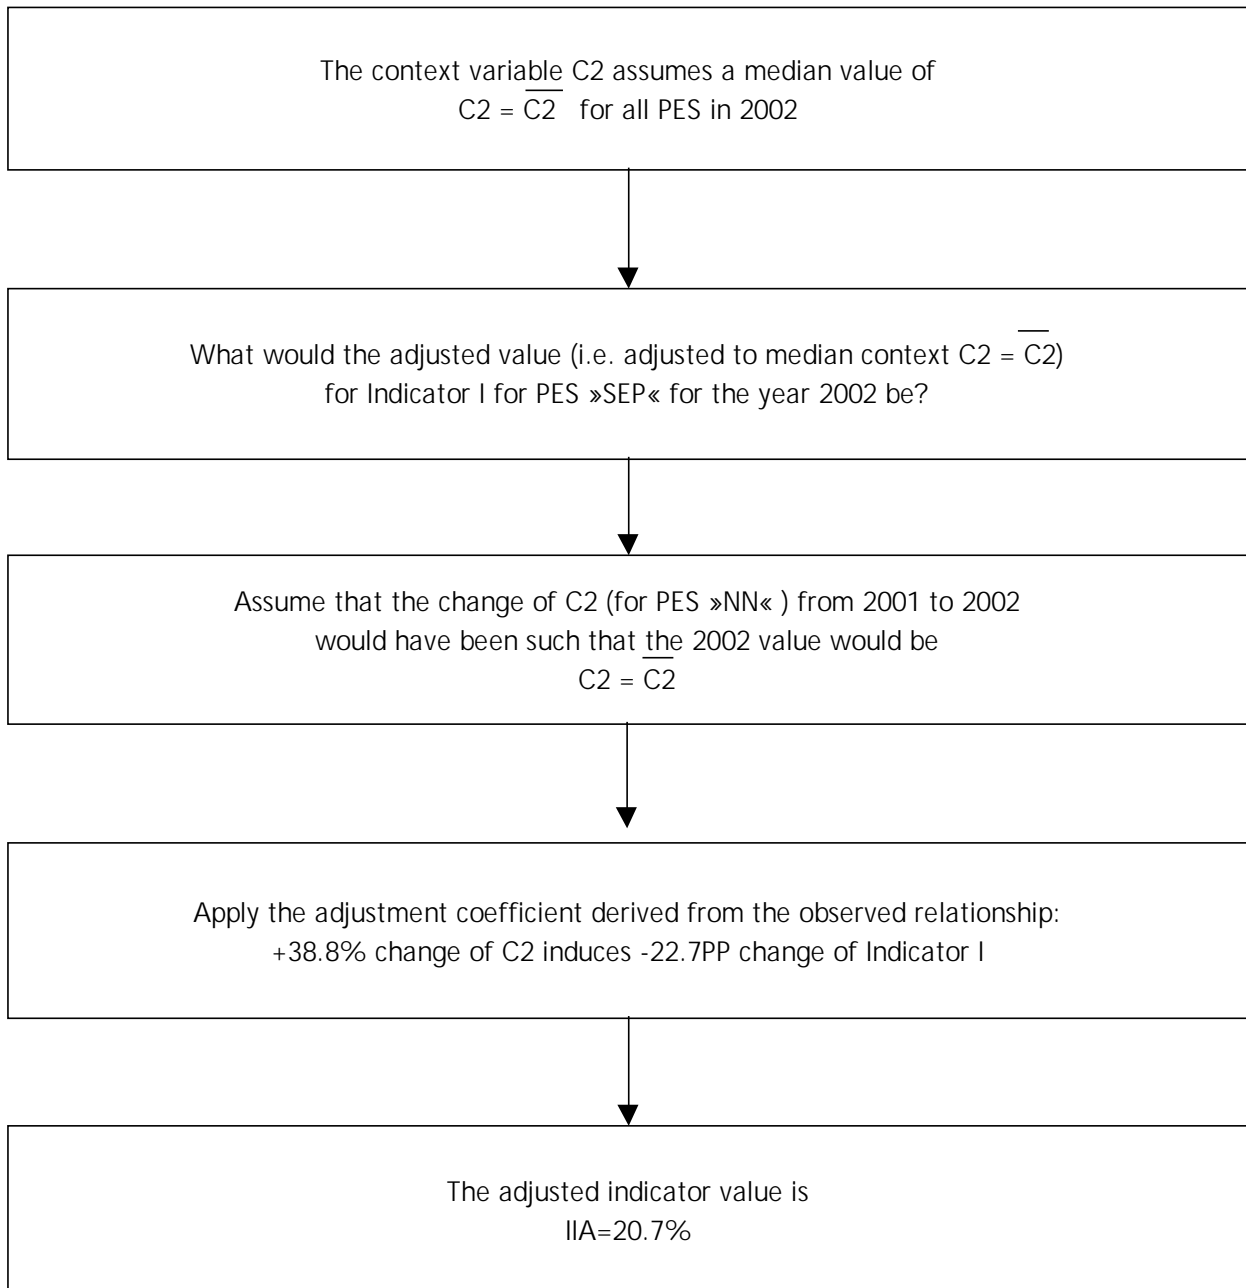 The context variable C2 assumes a median value of
C2 = C̅2̅ for all PES in 2002
What would the adjusted value (i.e. adjusted to median context C2 = C̅2̅)
for Indicator I for PES »SEP« for the year 2002 be?
Assume that the change of C2 (for PES »NN« ) from 2001 to 2002
would have been such that the 2002 value would be
C2 = C̅2̅
Apply the adjustment coefficient derived from the observed relationship:
+38.8% change of C2 induces -22.7PP change of Indicator I
The adjusted indicator value is
IIA=20.7%